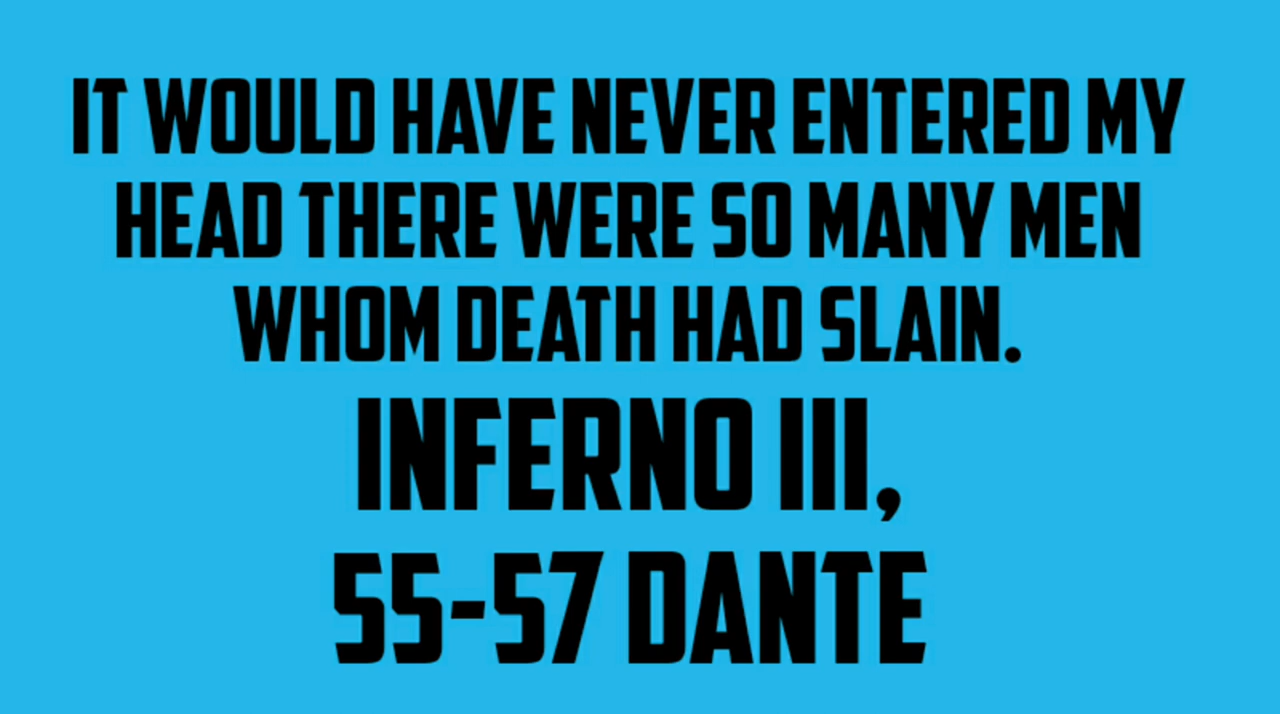 IT WOULD HAVE NEVER ENTERED MY
HEAD THERE WERE SO MANY MEN
WHOM DEATH HAD SLAIN.
INFERNO III,
55-57 DANTE